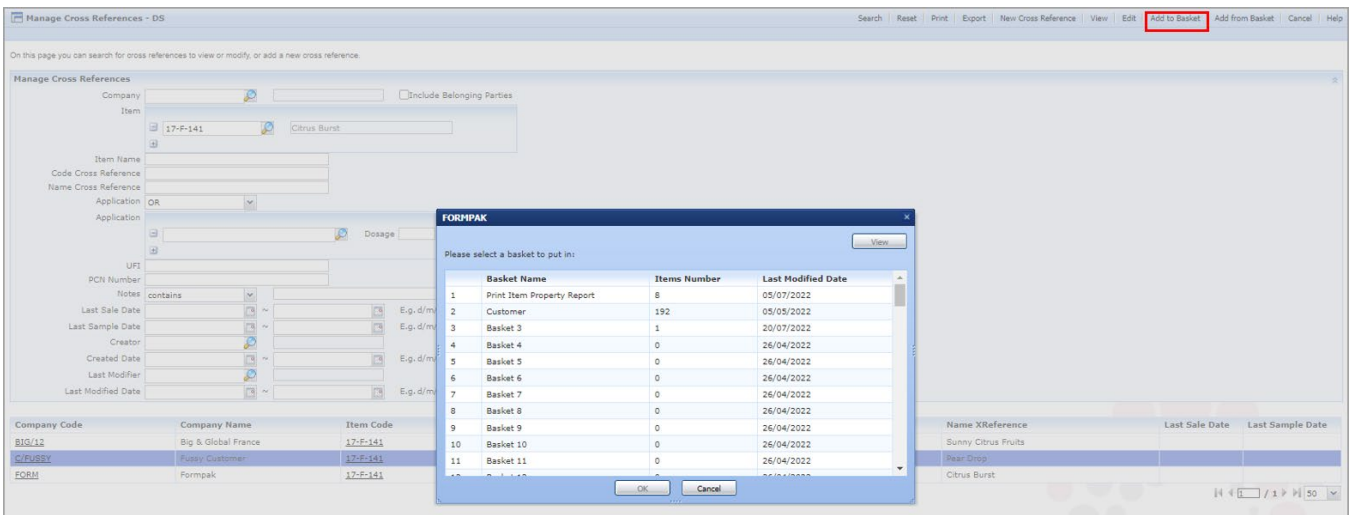 Manage Cross References - DS
Search Reset Print Export New Cross Reference View Edit Add to Basket Add from Basket Cancel Help
On this page you can search for cross references to view or modify, or add a new cross reference.
Manage Cross References
Company Include Belonging Parties
Item
17-F-141 Citrus Burst
Item Name
Code Cross Reference
Name Cross Reference
Application OR
Application
Dosage
UFI
PCN Number
Notes contains
Last Sale Date ~ E.g. d/m/
Last Sample Date ~ E.g. d/m/
Creator
Created Date ~ E.g. d/m/
Last Modifier
Last Modified Date ~ E.g. d/m/
FORMPAK
View
Please select a basket to put in:
Basket Name Items Number Last Modified Date
1 Print Item Property Report 8 05/07/2022
2 Customer 192 05/05/2022
3 Basket 3 1 20/07/2022
4 Basket 4 0 26/04/2022
5 Basket 5 0 26/04/2022
6 Basket 6 0 26/04/2022
7 Basket 7 0 26/04/2022
8 Basket 8 0 26/04/2022
9 Basket 9 0 26/04/2022
10 Basket 10 0 26/04/2022
11 Basket 11 0 26/04/2022
OK Cancel
Company Code Company Name Item Code Name XReference Last Sale Date Last Sample Date
BIG/12 Big & Global France 17-F-141 Sunny Citrus Fruits
C/FUSSY Fussy Customer 17-F-141 Pear Drop
FORM Formpak 17-F-141 Citrus Burst
1 / 1 50